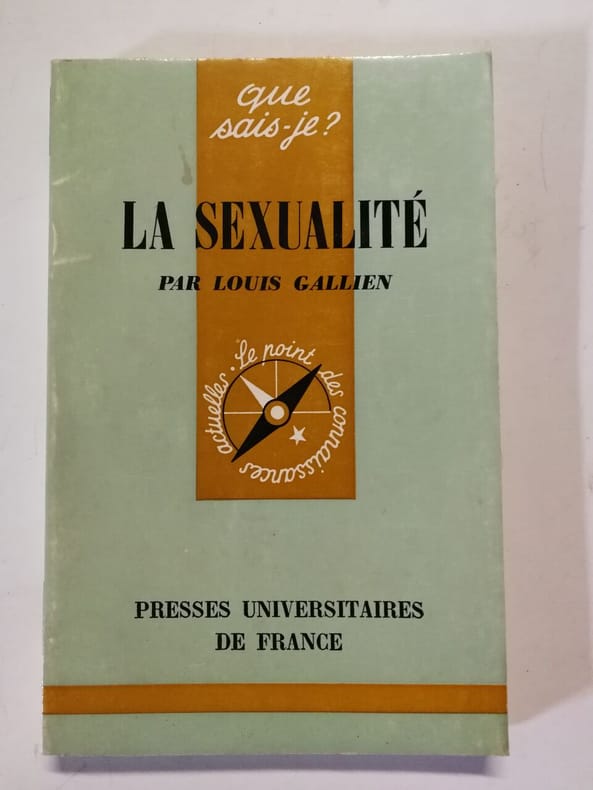 que
sais-je?
LA SEXUALITÉ
PAR LOUIS GALLIEN
Le point des connaissances actuelles.
PRESSES UNIVERSITAIRES
DE FRANCE